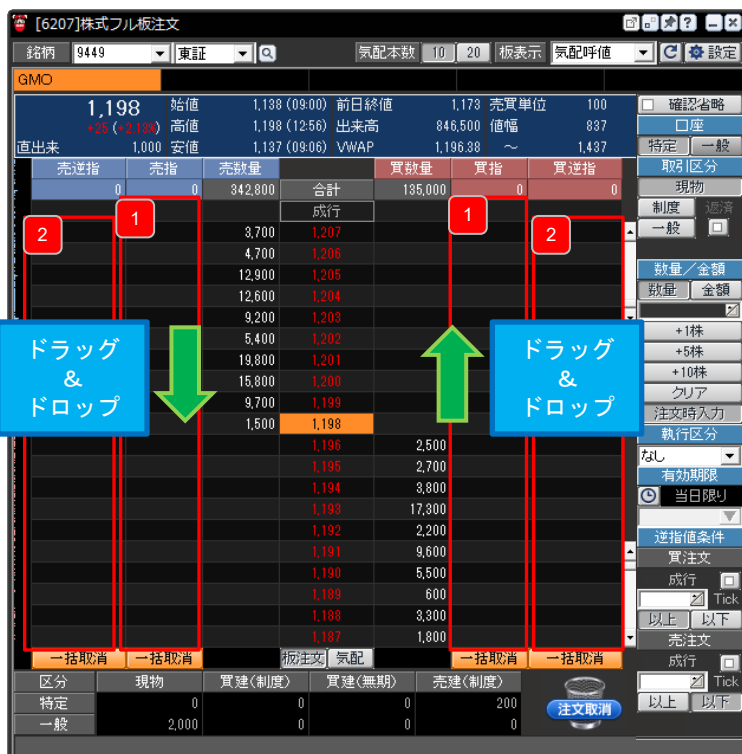 [6207]株式フル板注文
銘柄 9449 東証 気配本数 10 20 板表示 気配呼値 設定
GMO
1,198 始値 1,138 (09:00) 前日終値 1,173 売買単位 100
+25 (+2.13%) 高値 1,198 (12:56) 出来高 846,500 値幅 837
直出来 1,000 安値 1,137 (09:06) VWAP 1,196.38 ～ 1,437
売逆指 売指 売数量 買数量 買指 買逆指
0 0 342,800 合計 135,000 0 0
成行
2 1 1 2
3,700 1,207
4,700 1,206
12,900 1,205
12,600 1,204
9,200 1,203
5,400 1,202
19,800 1,201
15,800 1,200
9,700 1,199
1,500 1,198
1,196 2,500
1,195 2,700
1,194 3,800
1,193 17,300
1,192 2,200
1,191 9,600
1,190 5,500
1,189 600
1,188 3,300
1,187 1,800
ドラッグ
&
ドロップ
ドラッグ
&
ドロップ
一括取消 一括取消 板注文 気配 一括取消 一括取消
区分 現物 買建(制度) 買建(無期) 売建(制度)
特定 0 0 0 200
一般 2,000 0 0 0
注文取消
確認省略
口座
特定 一般
取引区分
現物
制度 返済
一般
数量／金額
数量 金額
+1株
+5株
+10株
クリア
注文時入力
執行区分
なし
有効期限
当日限り
逆指値条件
買注文
成行
Tick
以上 以下
売注文
成行
Tick
以上 以下